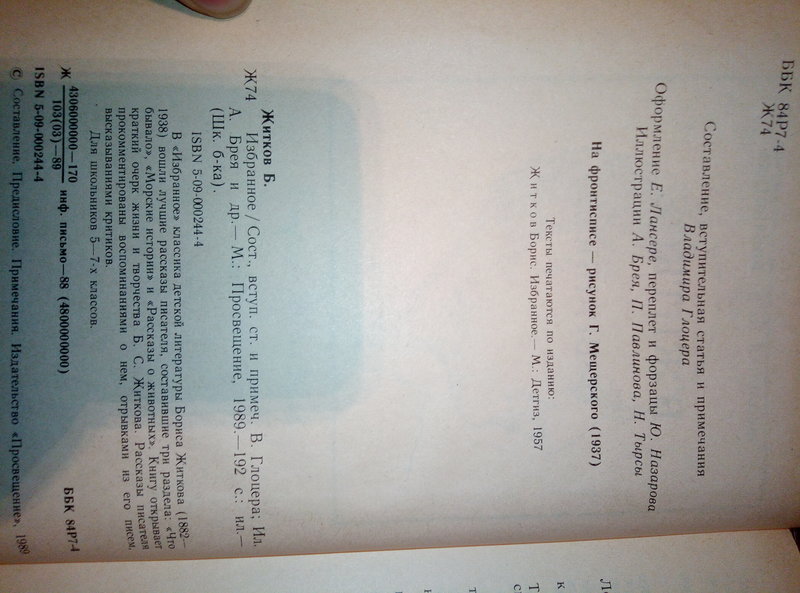 ББК 84Р7-4
Ж74
Составление, вступительная статья и примечания
Владимира Глоцера
Оформление Е. Лансере, переплет и форзацы Ю. Назарова
Иллюстрации А. Брея, П. Павлинова, Н. Тырсы
На фронтисписе — рисунок Г. Мещерского (1937)
Тексты печатаются по изданию:
Житков Борис. Избранное.— М.: Детгиз, 1957
Житков Б.
Ж74 Избранное / Сост., вступ. ст. и примеч. В. Глоцера; Ил.
А. Брея и др.— М.: Просвещение, 1989.—192 с.: ил.—
(Шк. б-ка).
ISBN 5-09-000244-4
В «Избранное» классика детской литературы Бориса Житкова (1882—
1938) вошли лучшие рассказы писателя, составившие три раздела: «Что
бывало», «Морские истории» и «Рассказы о животных». Книгу открывает
краткий очерк жизни и творчества Б. С. Житкова. Рассказы писателя
прокомментированы воспоминаниями о нем, отрывками из его писем,
высказываниями критиков.
Для школьников 5—7-х классов.
Ж 4306000000—170
103(03)—89 инф. письмо—88 (4800000000)
ББК 84Р7-4
ISBN 5-09-000244-4
© Составление. Предисловие. Примечания. Издательство «Просвещение», 1989